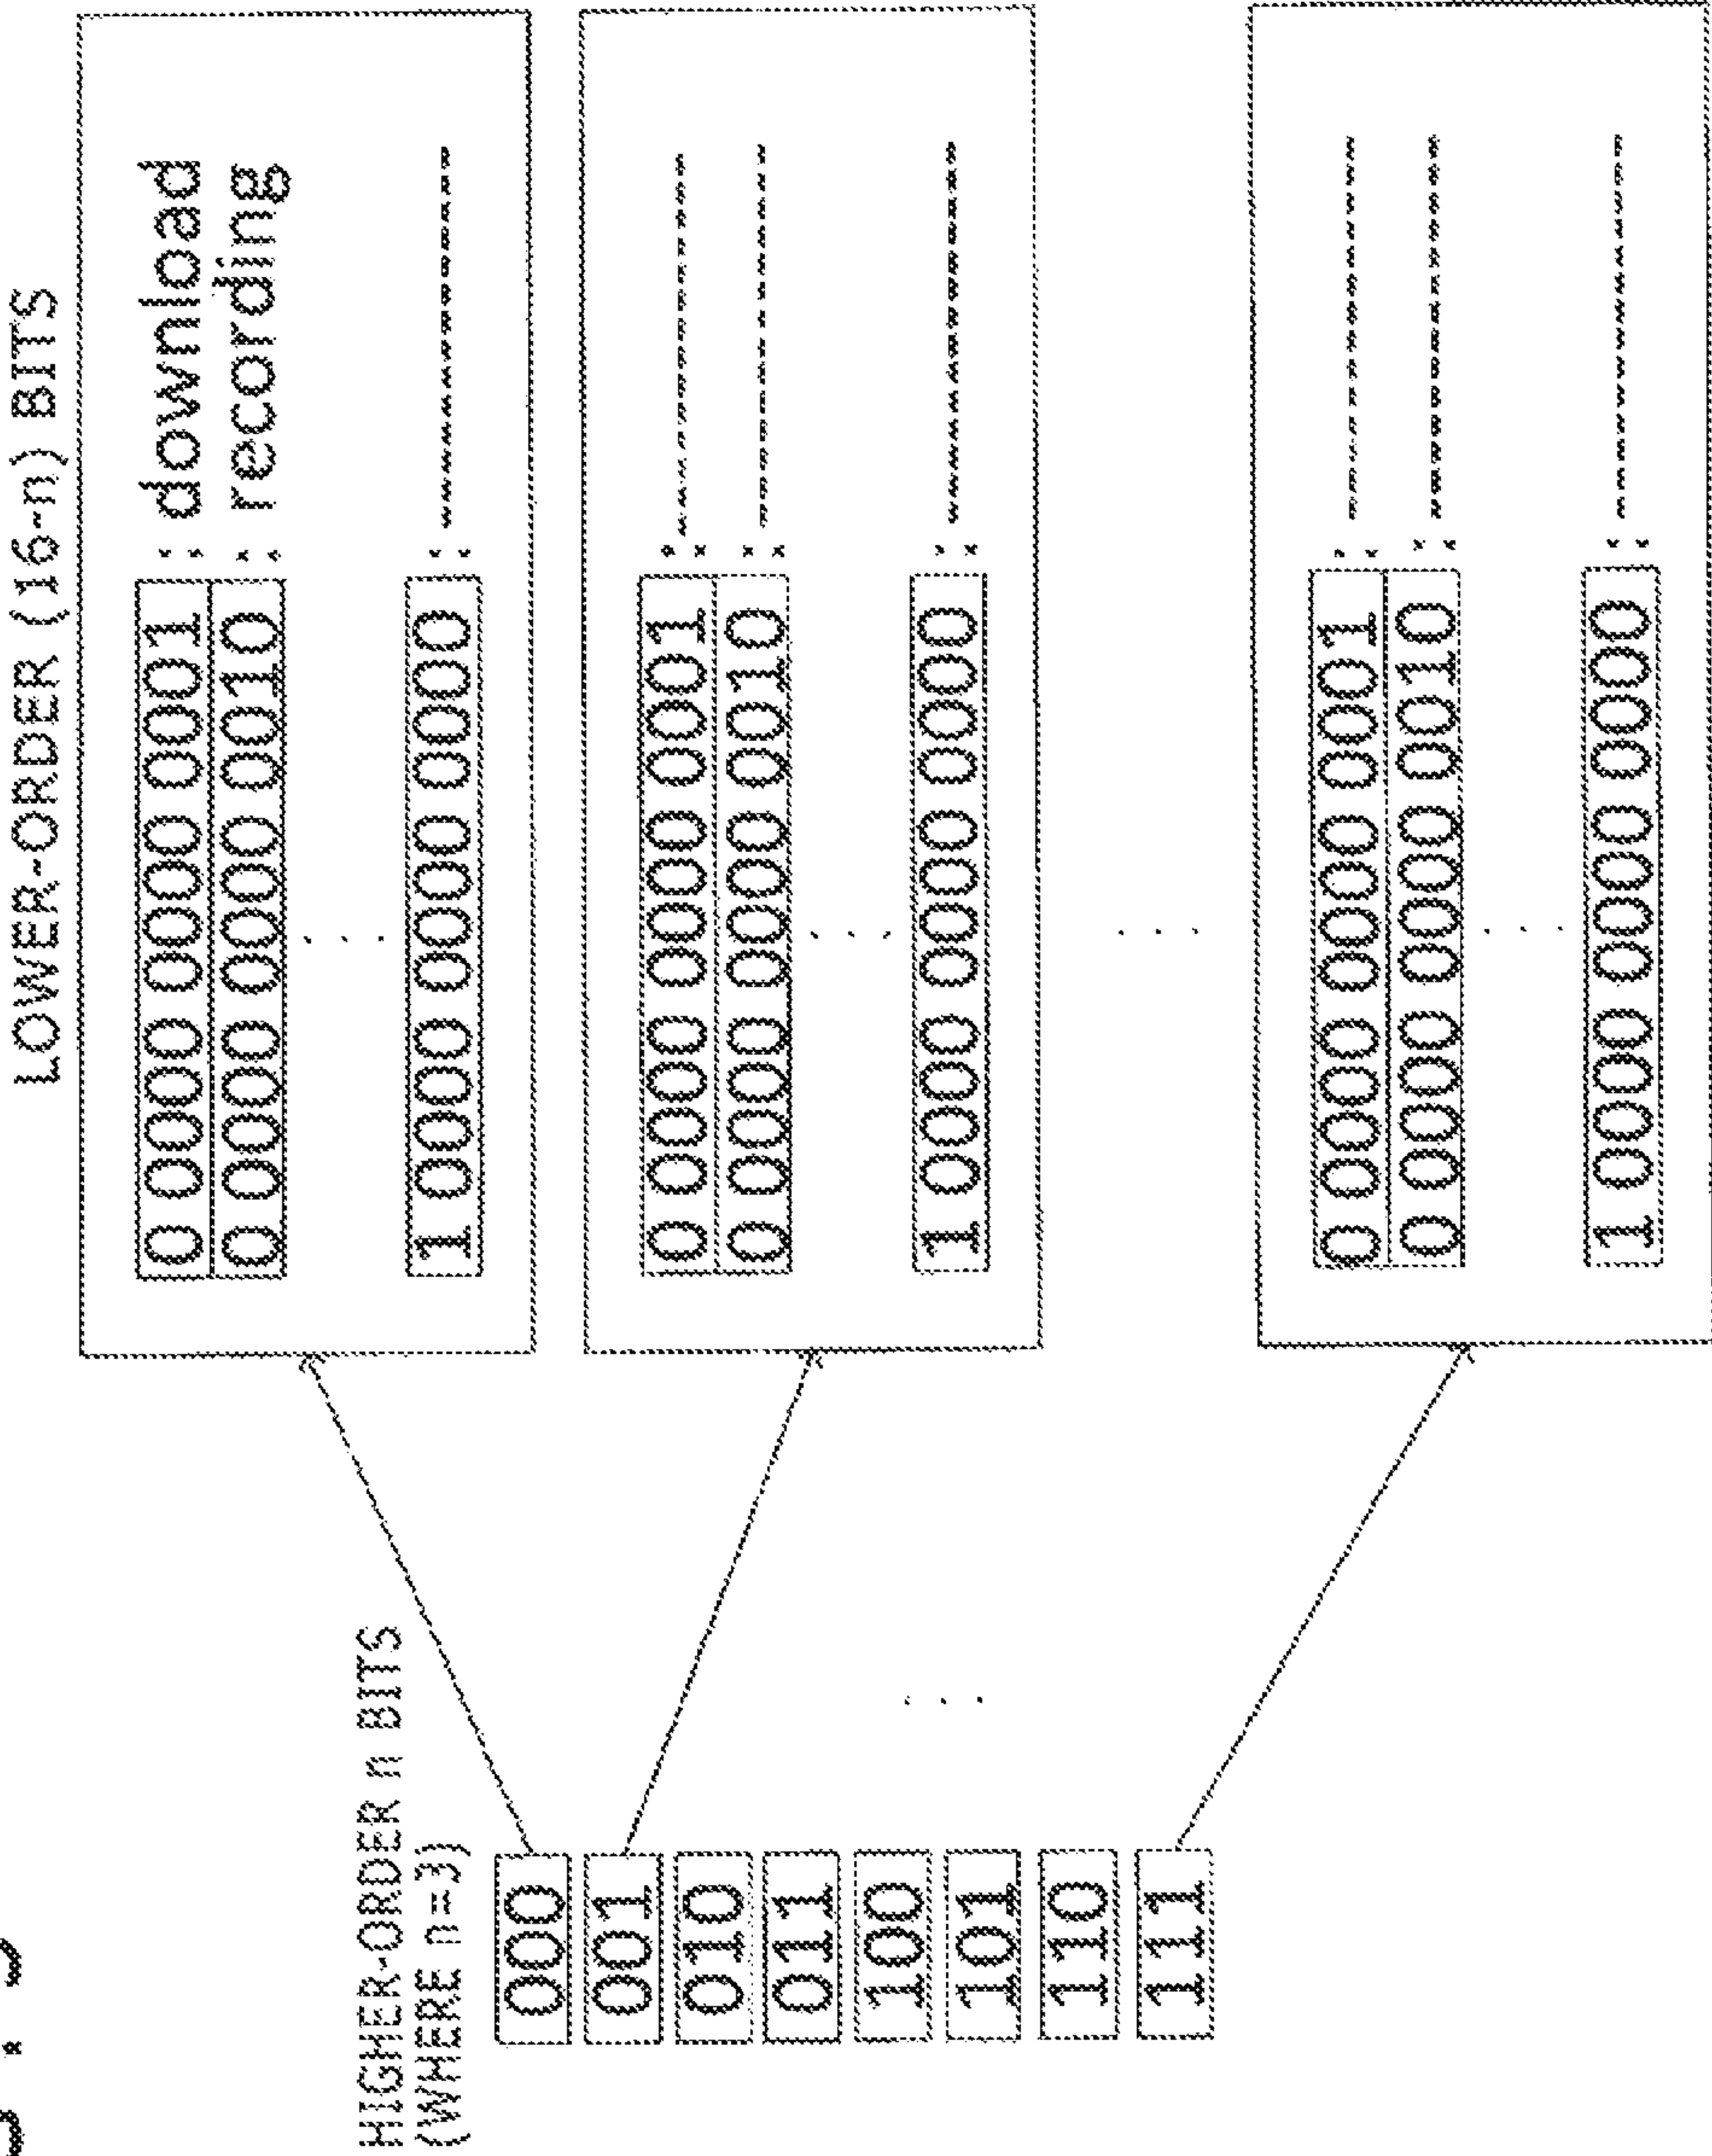 LOWER-ORDER (16-n) BITS
HIGHER-ORDER n BITS
(WHERE n=3)
000
001
010
011
100
101
110
111
0 0000 0000 0001 : download
0 0000 0000 0010 : recording
. . .
1 0000 0000 0000 : ------------
0 0000 0000 0001 : ------------
0 0000 0000 0010 : ------------
. . .
1 0000 0000 0000 : ------------
. . .
0 0000 0000 0001 : ------------
0 0000 0000 0010 : ------------
. . .
1 0000 0000 0000 : ------------